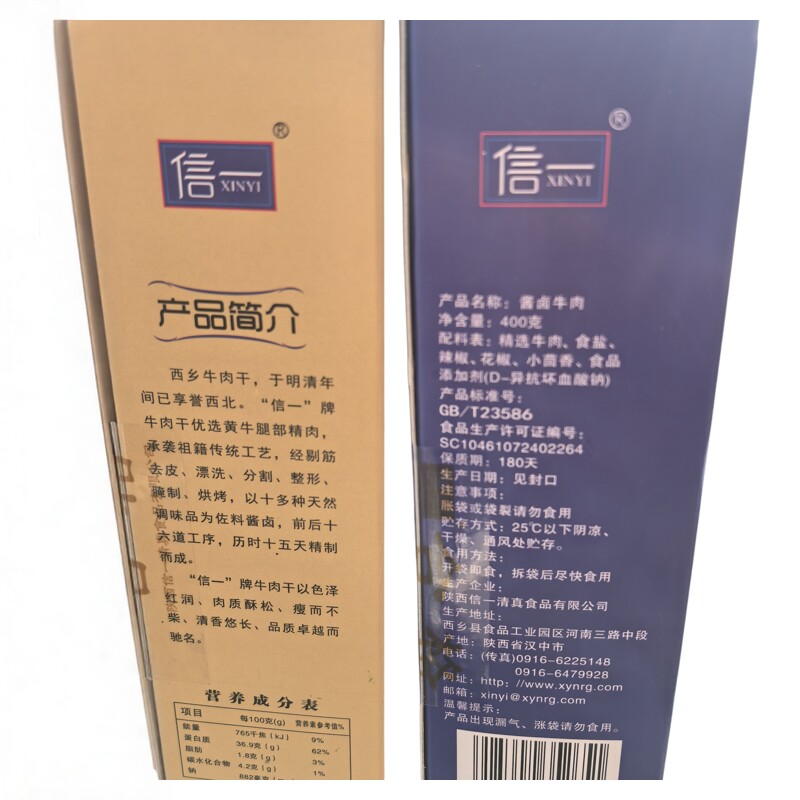 信一
XINYI
®
产品简介
西乡牛肉干，于明清年
间已享誉西北。“信一”牌
牛肉干优选黄牛腿部精肉，
承袭祖籍传统工艺，经剔筋
去皮、漂洗、分割、整形、
腌制、烘烤，以十多种天然
调味品为佐料酱卤，前后十
六道工序，历时十五天精制
而成。
“信一”牌牛肉干以色泽
红润、肉质酥松、瘦而不
柴、清香悠长、品质卓越而
驰名。
营养成分表
项目 每100克(g) 营养素参考值%
能量 765千焦(kJ) 9%
蛋白质 36.9克(g) 62%
脂肪 1.8克(g) 3%
碳水化合物 4.2克(g) 1%
钠 882毫克
信一
XINYI
®
产品名称：酱卤牛肉
净含量：400克
配料表：精选牛肉、食盐、
辣椒、花椒、小茴香、食品
添加剂(D-异抗坏血酸钠)
产品标准号：
GB/T23586
食品生产许可证编号：
SC10461072402264
保质期：180天
生产日期：见封口
注意事项：
胀袋或袋裂请勿食用
贮存方式：25℃以下阴凉、
干燥、通风处贮存。
食用方法：
开袋即食，拆袋后尽快食用
生产企业：
陕西信一清真食品有限公司
生产地址：
西乡县食品工业园区河南三路中段
产地：陕西省汉中市
电话：(传真)0916-6225148
0916-6479928
网址：http：//www.xynrg.com
邮箱：xinyi@xynrg.com
温馨提示：
产品出现漏气、涨袋请勿食用。